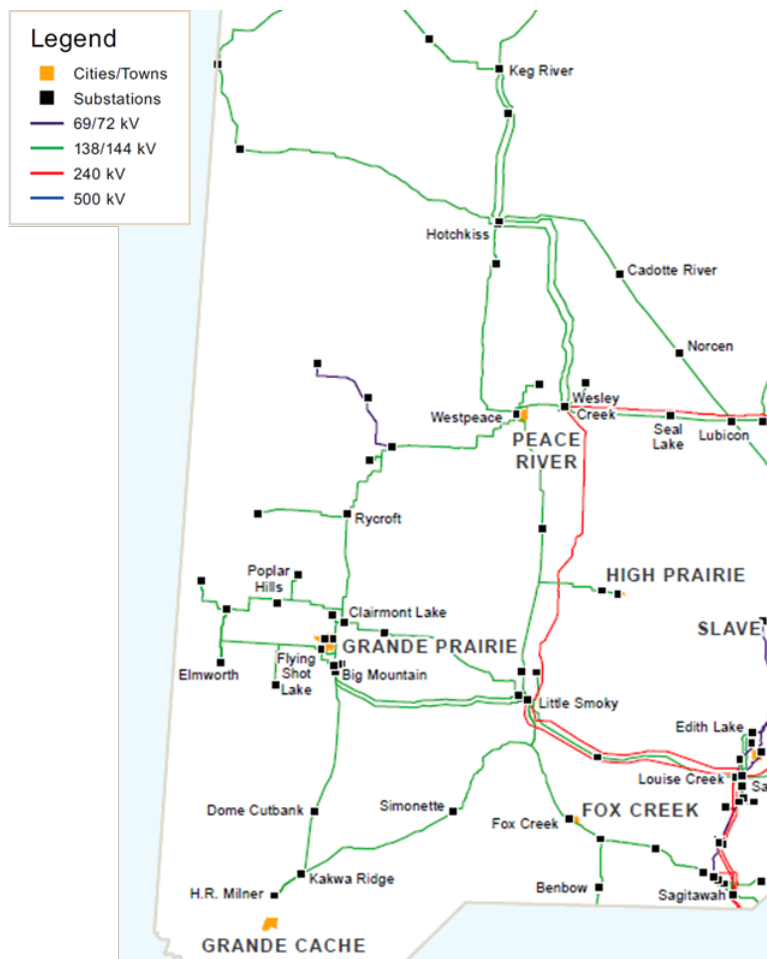 Legend
Cities/Towns
Substations
69/72 kV
138/144 kV
240 kV
500 kV
Keg River
Hotchkiss
Cadotte River
Norcen
Wesley
Creek
Westpeace
Seal
Lake
Lubicon
PEACE
RIVER
Rycroft
Poplar
Hills
HIGH PRAIRIE
Clairmont Lake
SLAVE
GRANDE PRAIRIE
Elmworth
Flying
Shot
Lake
Big Mountain
Little Smoky
Edith Lake
Louise Creek
Sa
Dome Cutbank
Simonette
Fox Creek
FOX CREEK
Kakwa Ridge
H.R. Milner
Benbow
Sagitawah
GRANDE CACHE